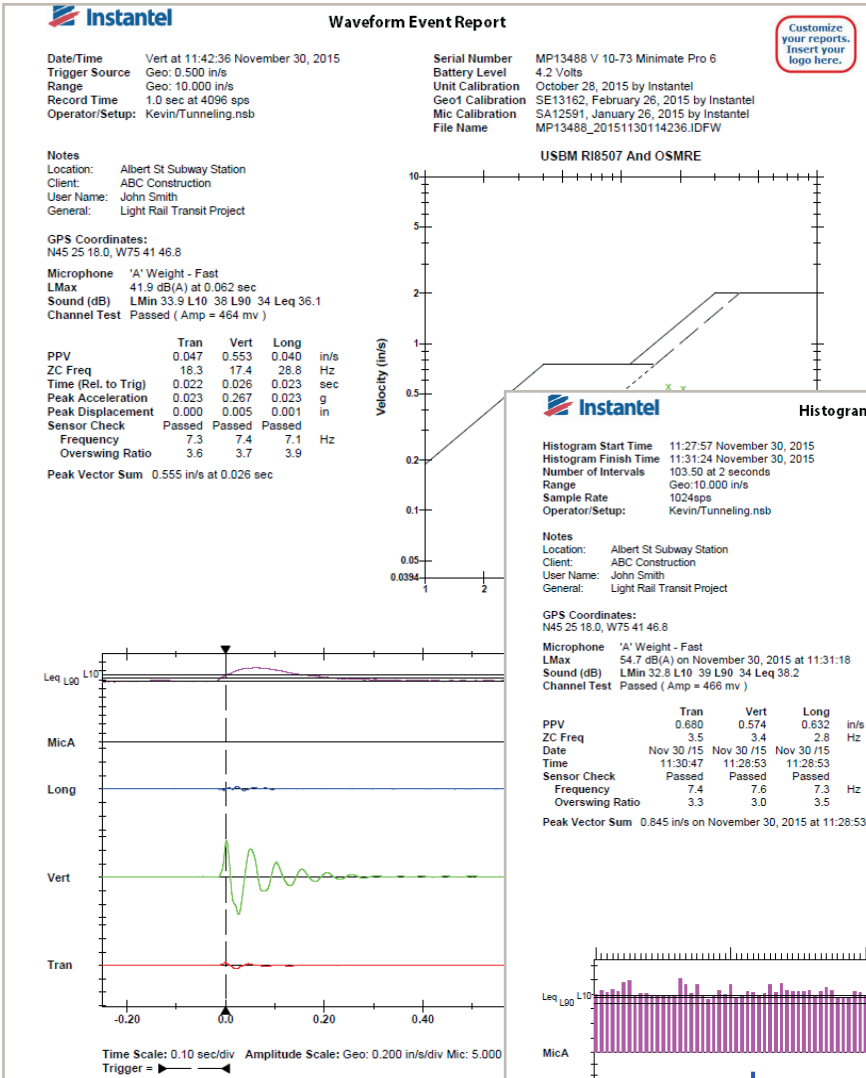 Instantel
Waveform Event Report
Customize
your reports.
Insert your
logo here.
Date/Time Vert at 11:42:36 November 30, 2015
Trigger Source Geo: 0.500 in/s
Range Geo: 10.000 in/s
Record Time 1.0 sec at 4096 sps
Operator/Setup: Kevin/Tunneling.nsb
Serial Number MP13488 V 10-73 Minimate Pro 6
Battery Level 4.2 Volts
Unit Calibration October 28, 2015 by Instantel
Geo1 Calibration SE13162, February 26, 2015 by Instantel
Mic Calibration SA12591, January 26, 2015 by Instantel
File Name MP13488_20151130114236.IDFW
Notes
Location: Albert St Subway Station
Client: ABC Construction
User Name: John Smith
General: Light Rail Transit Project
GPS Coordinates:
N45 25 18.0, W75 41 46.8
Microphone 'A' Weight - Fast
LMax 41.9 dB(A) at 0.062 sec
Sound (dB) LMin 33.9 L10 38 L90 34 Leq 36.1
Channel Test Passed ( Amp = 464 mv )
Tran Vert Long
PPV 0.047 0.553 0.040 in/s
ZC Freq 18.3 17.4 28.8 Hz
Time (Rel. to Trig) 0.022 0.026 0.023 sec
Peak Acceleration 0.023 0.267 0.023 g
Peak Displacement 0.000 0.005 0.001 in
Sensor Check Passed Passed Passed
Frequency 7.3 7.4 7.1 Hz
Overswing Ratio 3.6 3.7 3.9
Peak Vector Sum 0.555 in/s at 0.026 sec
USBM RI8507 And OSMRE
Velocity (in/s)
10
5
2
1
0.5
0.2
0.1
0.05
0.0394
1 2
Leq L90 L10
MicA
Long
Vert
Tran
-0.20 0.0 0.20 0.40
Time Scale: 0.10 sec/div Amplitude Scale: Geo: 0.200 in/s/div Mic: 5.000
Trigger =
Instantel
Histogran
Histogram Start Time 11:27:57 November 30, 2015
Histogram Finish Time 11:31:24 November 30, 2015
Number of Intervals 103.50 at 2 seconds
Range Geo:10.000 in/s
Sample Rate 1024sps
Operator/Setup: Kevin/Tunneling.nsb
Notes
Location: Albert St Subway Station
Client: ABC Construction
User Name: John Smith
General: Light Rail Transit Project
GPS Coordinates:
N45 25 18.0, W75 41 46.8
Microphone 'A' Weight - Fast
LMax 54.7 dB(A) on November 30, 2015 at 11:31:18
Sound (dB) LMin 32.8 L10 39 L90 34 Leq 38.2
Channel Test Passed ( Amp = 466 mv )
Tran Vert Long
PPV 0.680 0.574 0.632 in/s
ZC Freq 3.5 3.4 2.8 Hz
Date Nov 30 /15 Nov 30 /15 Nov 30 /15
Time 11:30:47 11:28:53 11:28:53
Sensor Check Passed Passed Passed
Frequency 7.4 7.6 7.3 Hz
Overswing Ratio 3.3 3.0 3.5
Peak Vector Sum 0.845 in/s on November 30, 2015 at 11:28:53
Leq L90 L10
MicA